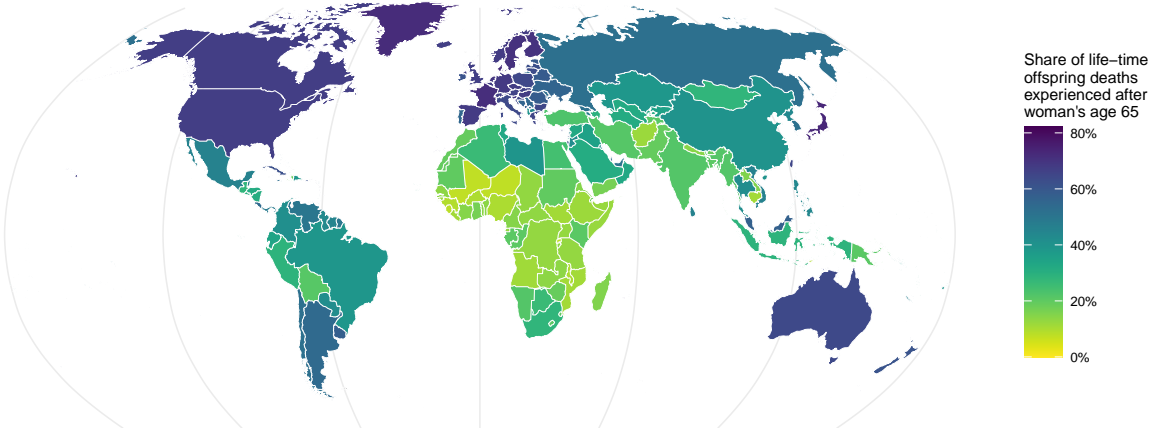 Share of life−time
offspring deaths
experienced after
woman's age 65
80%
60%
40%
20%
0%